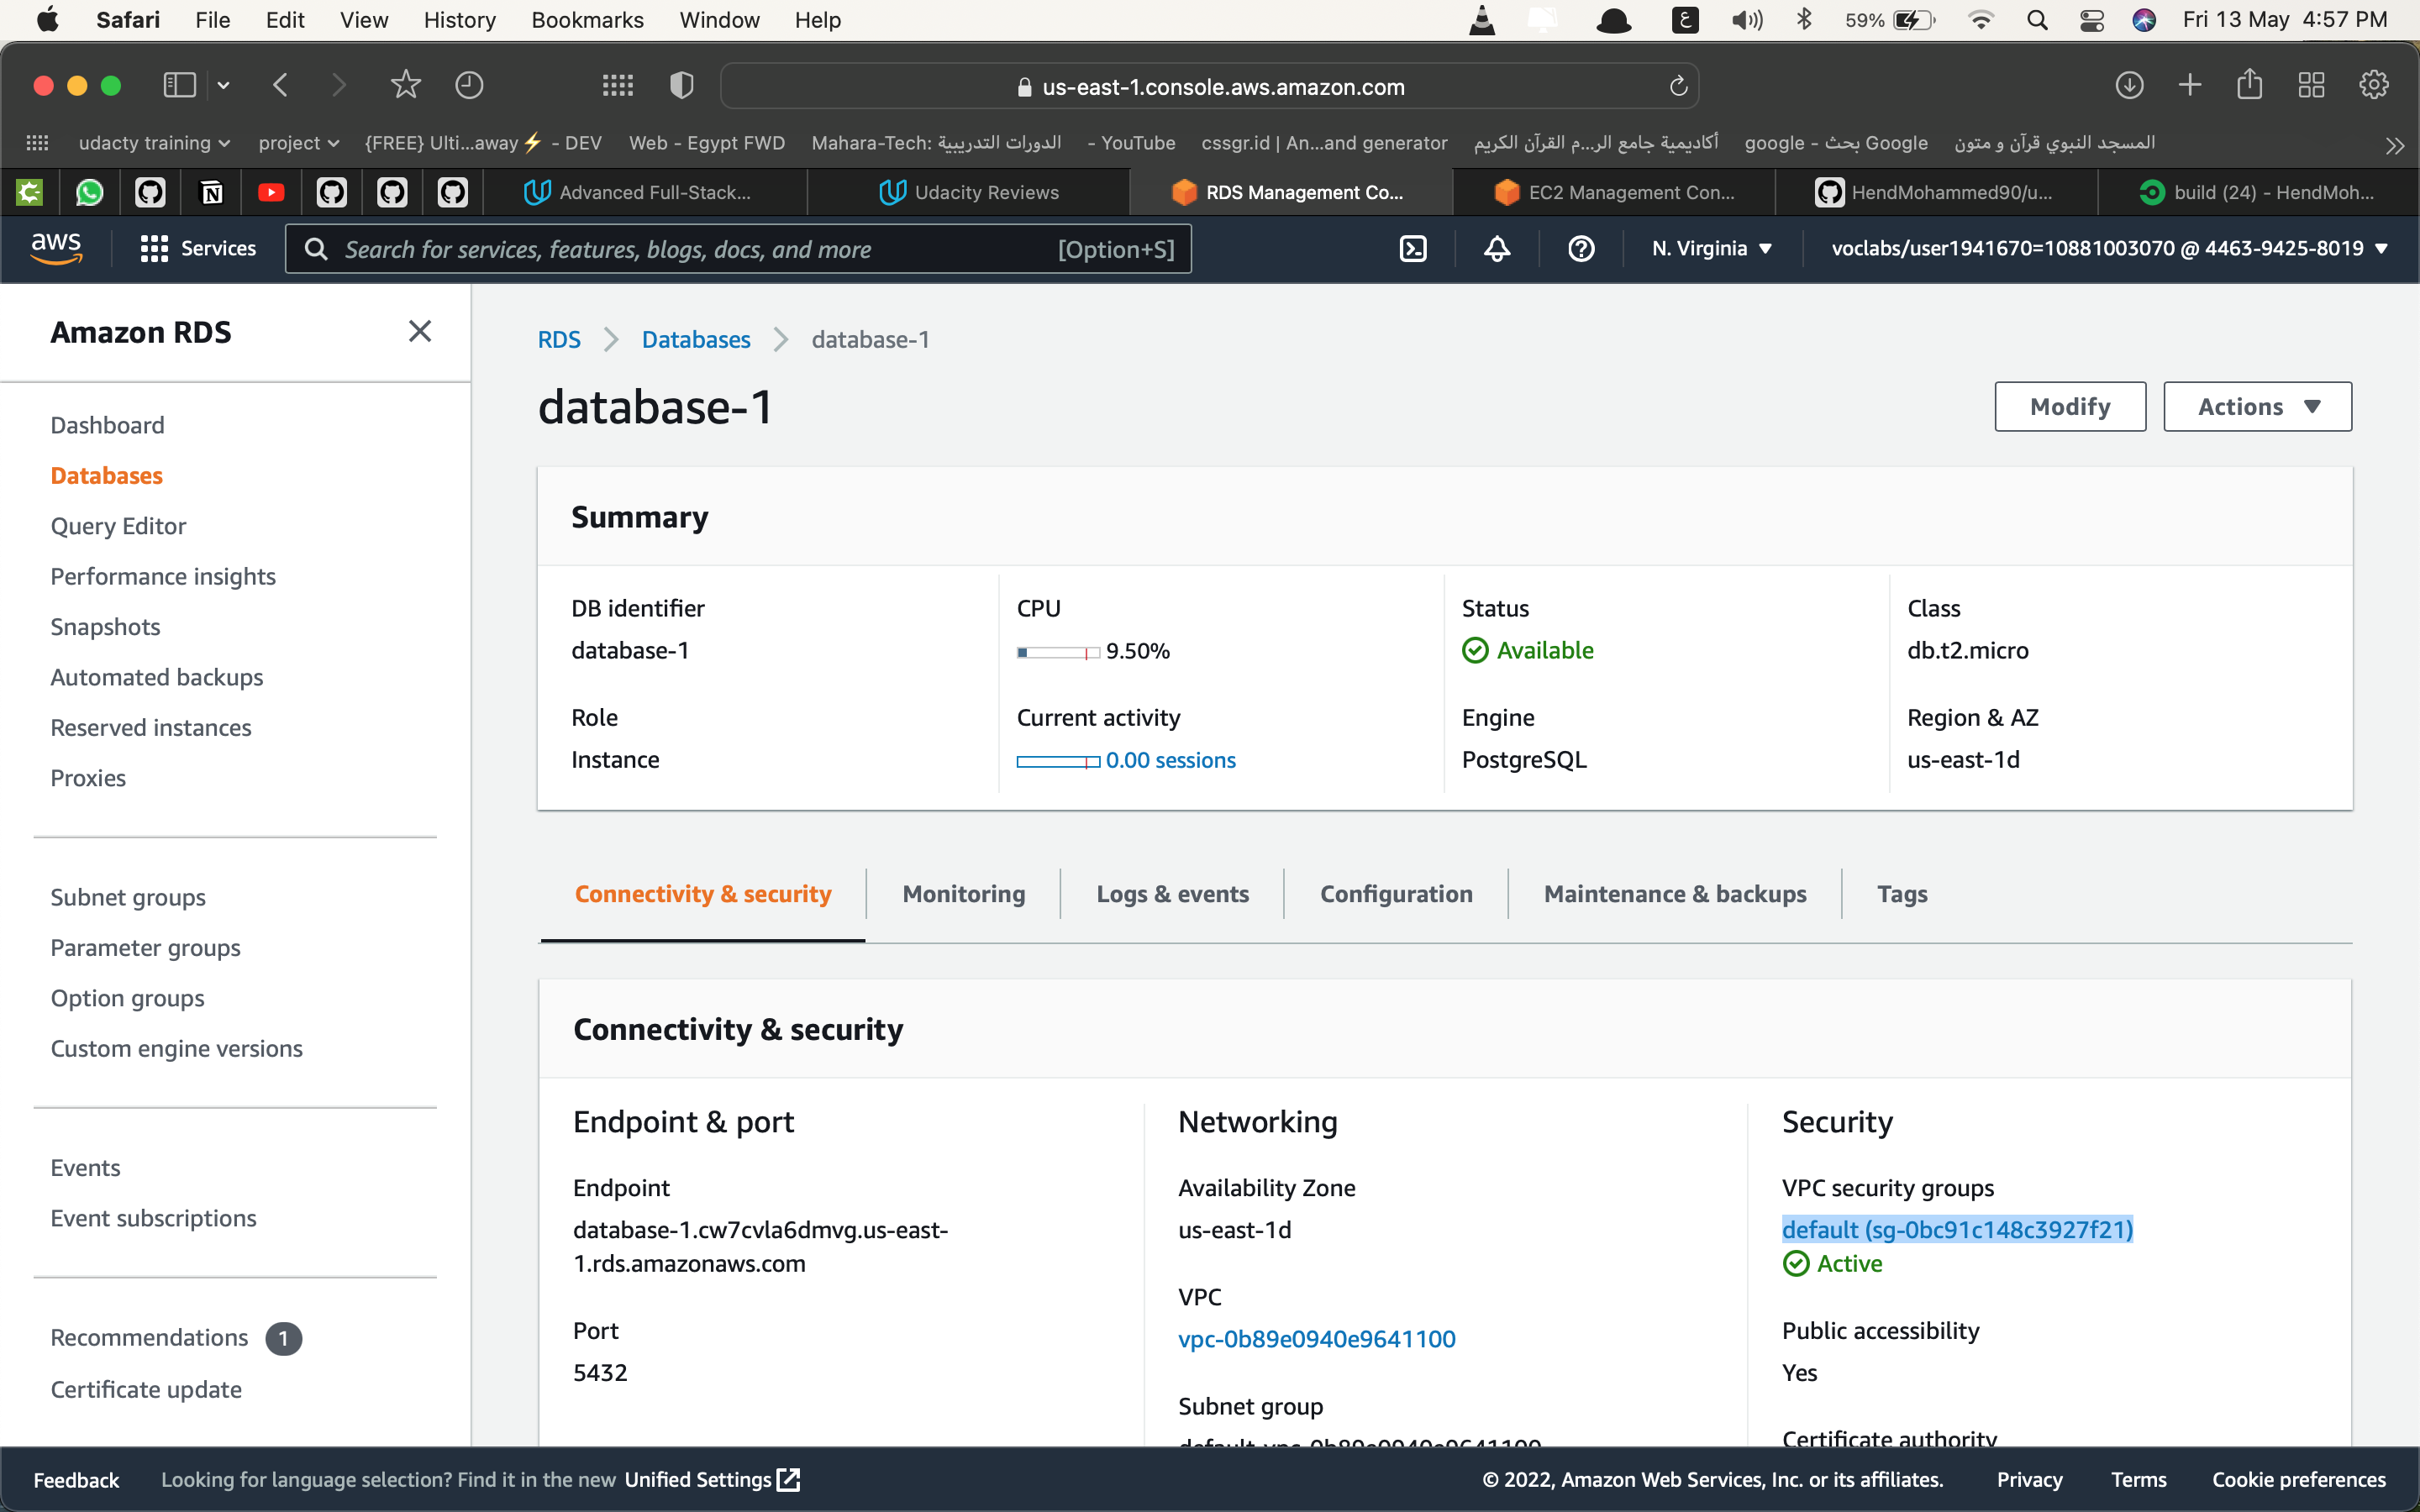 Safari File Edit View History Bookmarks Window Help ع 59% Fri 13 May 4:57 PM
us-east-1.console.aws.amazon.com
udacty training project {FREE} Ulti...away⚡ - DEV Web - Egypt FWD Mahara-Tech: الدورات التدريبية - YouTube cssgr.id | An...and generator أكاديمية جامع الر...م القرآن الكريم google - بحث Google المسجد النبوي قرآن و متون
Advanced Full-Stack... Udacity Reviews RDS Management Co... EC2 Management Con... HendMohammed90/u... build (24) - HendMoh...
aws Services Search for services, features, blogs, docs, and more [Option+S] N. Virginia voclabs/user1941670=10881003070 @ 4463-9425-8019
Amazon RDS
Dashboard
Databases
Query Editor
Performance insights
Snapshots
Automated backups
Reserved instances
Proxies
Subnet groups
Parameter groups
Option groups
Custom engine versions
Events
Event subscriptions
Recommendations 1
Certificate update
RDS Databases database-1
database-1
Modify Actions
Summary
DB identifier
database-1
CPU
9.50%
Status
Available
Class
db.t2.micro
Role
Instance
Current activity
0.00 sessions
Engine
PostgreSQL
Region & AZ
us-east-1d
Connectivity & security Monitoring Logs & events Configuration Maintenance & backups Tags
Connectivity & security
Endpoint & port
Endpoint
database-1.cw7cvla6dmvg.us-east-
1.rds.amazonaws.com
Port
5432
Networking
Availability Zone
us-east-1d
VPC
vpc-0b89e0940e9641100
Subnet group
default-vpc-0b89e0940e9641100
Security
VPC security groups
default (sg-0bc91c148c3927f21)
Active
Public accessibility
Yes
Certificate authority
Feedback Looking for language selection? Find it in the new Unified Settings © 2022, Amazon Web Services, Inc. or its affiliates. Privacy Terms Cookie preferences